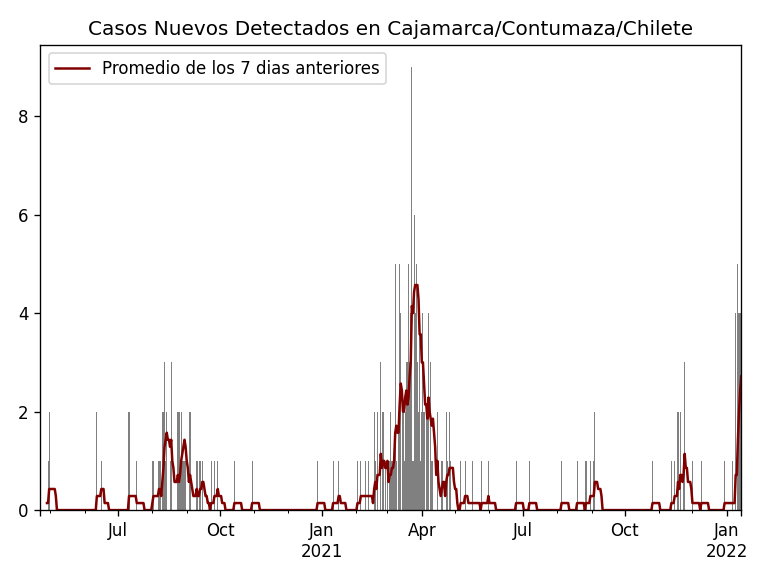 Casos Nuevos Detectados en Cajamarca/Contumaza/Chilete
Promedio de los 7 dias anteriores
8
6
4
2
0
Jul
Oct
Jan
2021
Apr
Jul
Oct
Jan
2022